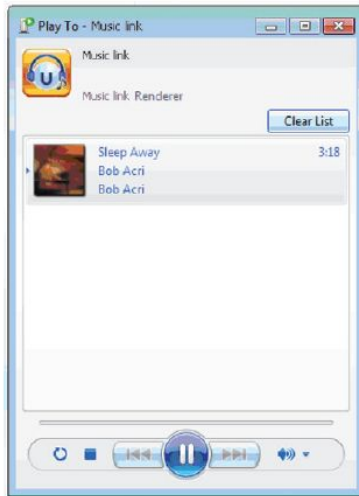 Play To - Music link
Music link
U
Music link Renderer
Clear List
Sleep Away 3:18
Bob Acri
Bob Acri